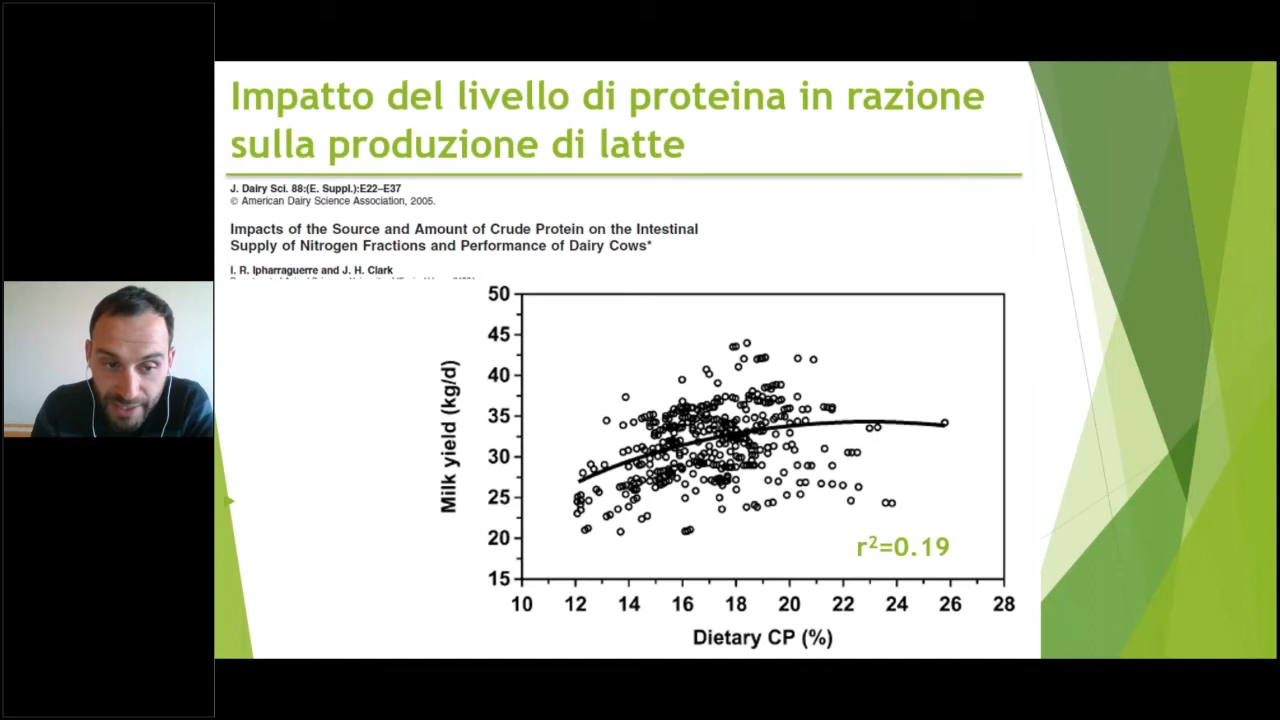 Impatto del livello di proteina in razione
sulla produzione di latte
J. Dairy Sci. 88:(E. Suppl.):E22–E37
© American Dairy Science Association, 2005.
Impacts of the Source and Amount of Crude Protein on the Intestinal
Supply of Nitrogen Fractions and Performance of Dairy Cows*
I. R. Ipharraguerre and J. H. Clark
50
45
40
35
30
25
20
15
Milk yield (kg/d)
r²=0.19
10 12 14 16 18 20 22 24 26 28
Dietary CP (%)